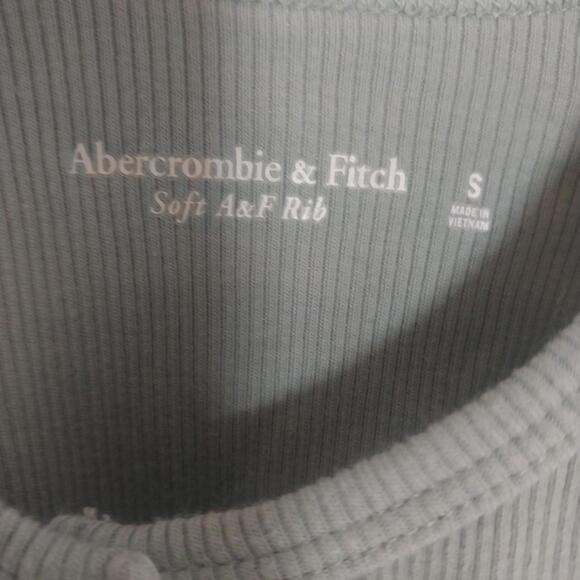 Abercrombie & Fitch
Soft A&F Rib
S
MADE IN
VIETNAM